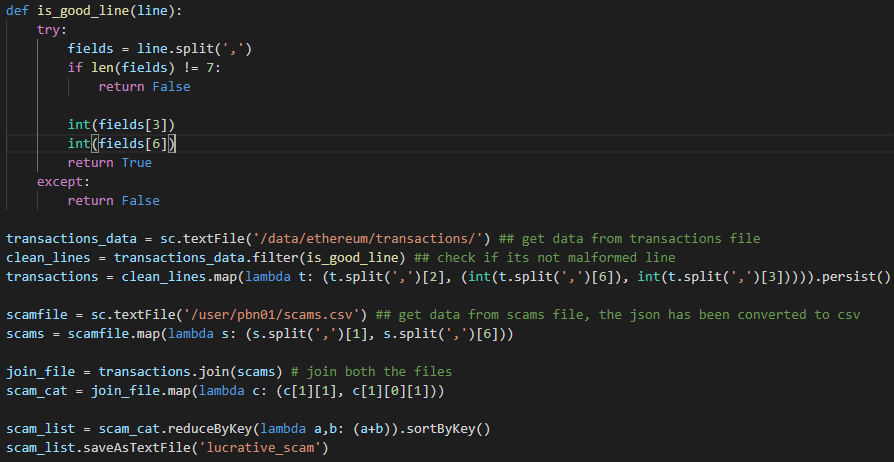 def is_good_line(line):
    try:
        fields = line.split(',')
        if len(fields) != 7:
            return False

        int(fields[3])
        int(fields[6])
        return True
    except:
        return False

transactions_data = sc.textFile('/data/ethereum/transactions/') ## get data from transactions file
clean_lines = transactions_data.filter(is_good_line) ## check if its not malformed line
transactions = clean_lines.map(lambda t: (t.split(',')[2], (int(t.split(',')[6]), int(t.split(',')[3])))).persist()

scamfile = sc.textFile('/user/pbn01/scams.csv') ## get data from scams file, the json has been converted to csv
scams = scamfile.map(lambda s: (s.split(',')[1], s.split(',')[6]))

join_file = transactions.join(scams) # join both the files
scam_cat = join_file.map(lambda c: (c[1][1], c[1][0][1]))

scam_list = scam_cat.reduceByKey(lambda a,b: (a+b)).sortByKey()
scam_list.saveAsTextFile('lucrative_scam')